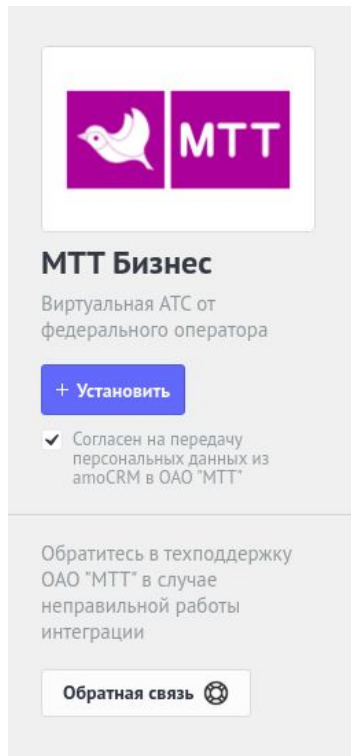 МТТ
МТТ Бизнес
Виртуальная АТС от
федерального оператора
+ Установить
Согласен на передачу
персональных данных из
amoCRM в ОАО "МТТ"
Обратитесь в техподдержку
ОАО "МТТ" в случае
неправильной работы
интеграции
Обратная связь